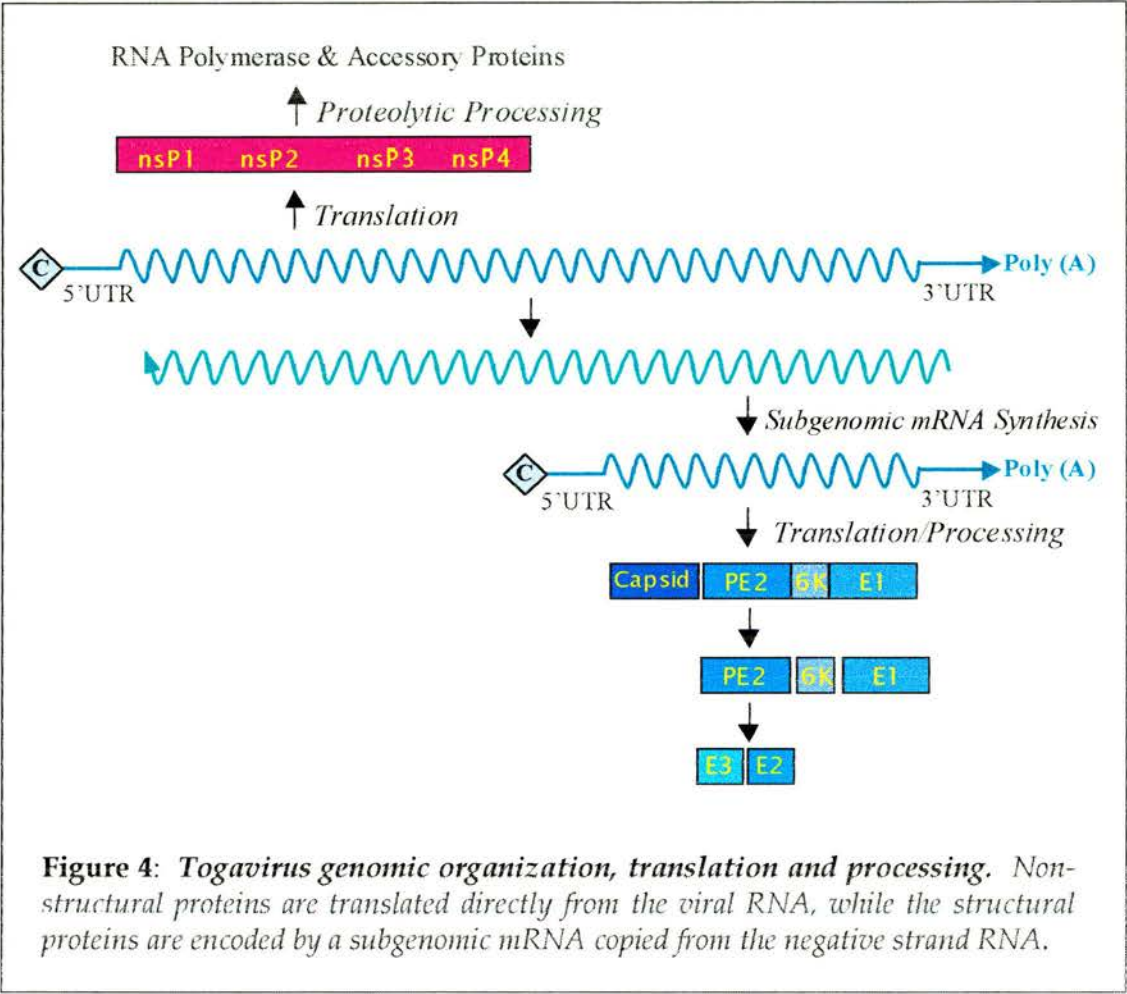 RNA Polymerase & Accessory Proteins
Proteolytic Processing
nsP1 nsP2 nsP3 nsP4
Translation
C Poly (A)
5'UTR 3'UTR
Subgenomic mRNA Synthesis
C Poly (A)
5'UTR 3'UTR
Translation/Processing
Capsid PE2 6K E1
PE2 6K E1
E3 E2
Figure 4: Togavirus genomic organization, translation and processing. Non-
structural proteins are translated directly from the viral RNA, while the structural
proteins are encoded by a subgenomic mRNA copied from the negative strand RNA.